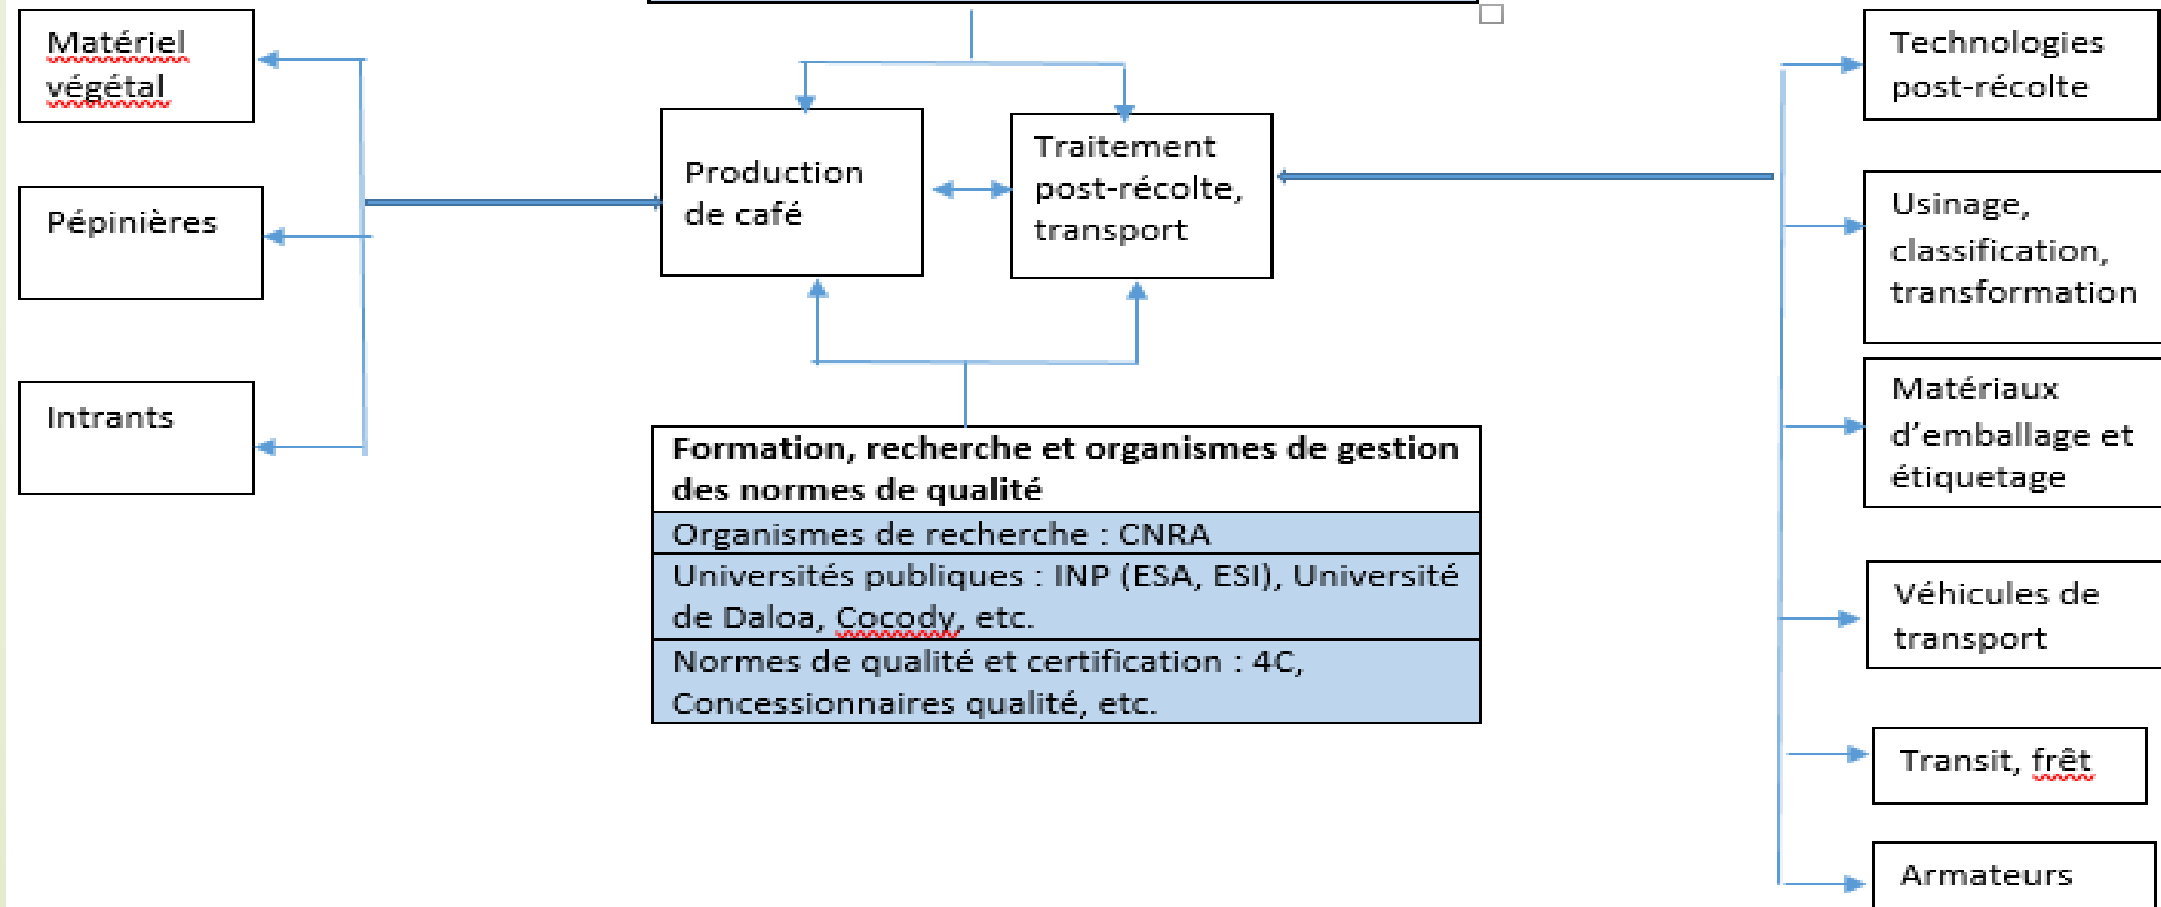 Matériel
végétal
Pépinières
Intrants
Production
de café
Traitement
post-récolte,
transport
Formation, recherche et organismes de gestion
des normes de qualité
Organismes de recherche : CNRA
Universités publiques : INP (ESA, ESI), Université
de Daloa, Cocody, etc.
Normes de qualité et certification : 4C,
Concessionnaires qualité, etc.
Technologies
post-récolte
Usinage,
classification,
transformation
Matériaux
d’emballage et
étiquetage
Véhicules de
transport
Transit, frêt
Armateurs